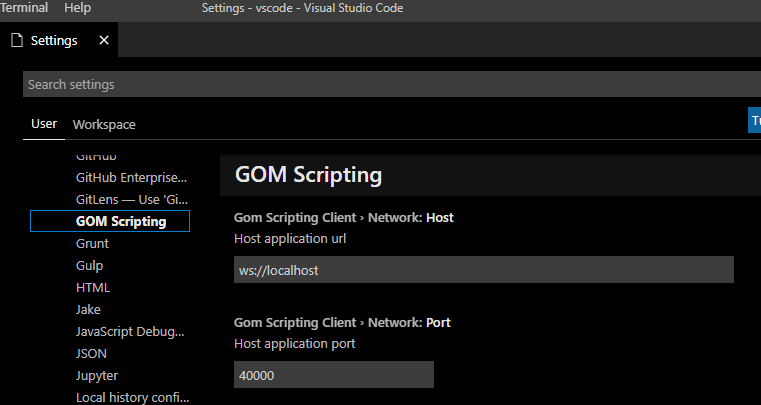 Terminal Help Settings - vscode - Visual Studio Code
Settings
Search settings
User Workspace
GitHub
GitHub Enterprise...
GitLens — Use 'Gi...
GOM Scripting
Grunt
Gulp
HTML
Jake
JavaScript Debug...
JSON
Jupyter
Local history confi...
GOM Scripting
Gom Scripting Client › Network: Host
Host application url
ws://localhost
Gom Scripting Client › Network: Port
Host application port
40000